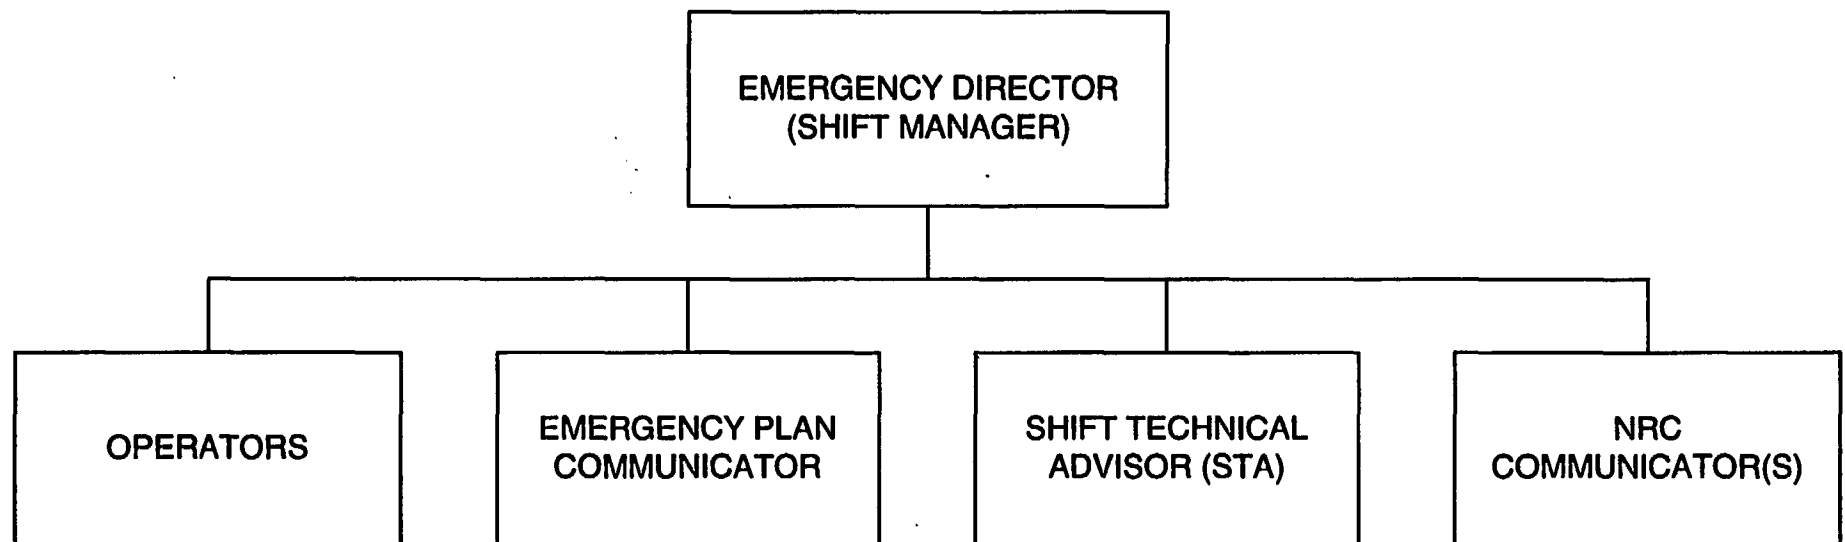 EMERGENCY DIRECTOR
(SHIFT MANAGER)
OPERATORS
EMERGENCY PLAN
COMMUNICATOR
SHIFT TECHNICAL
ADVISOR (STA)
NRC
COMMUNICATOR(S)